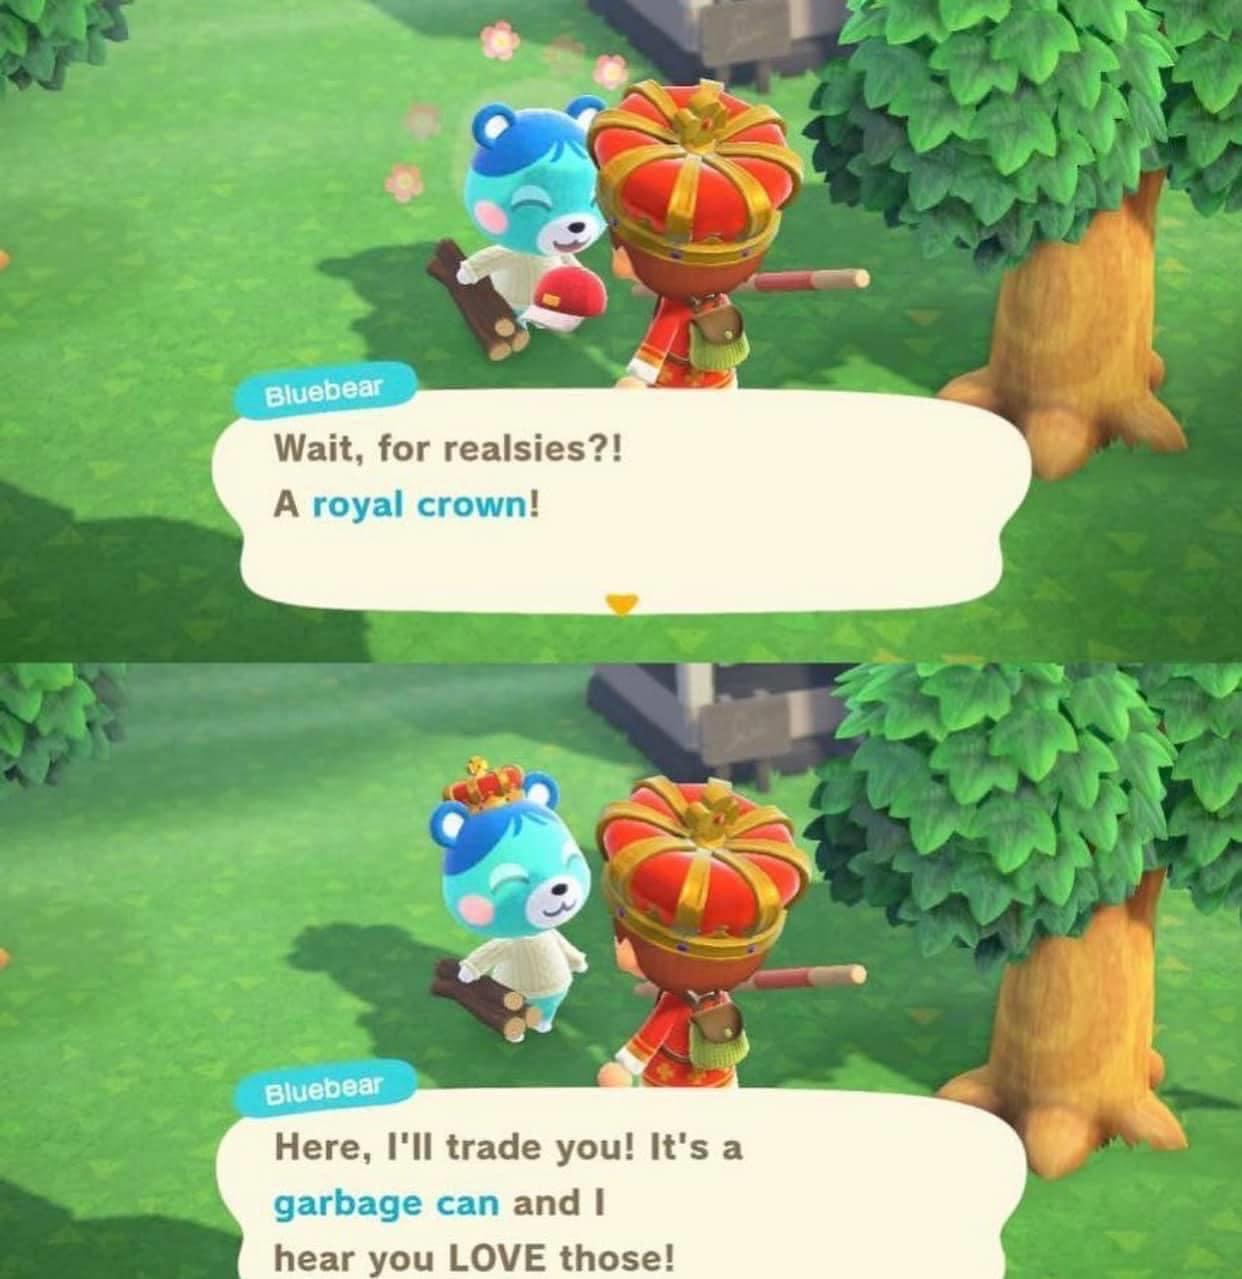 Bluebear
Wait, for realsies?!
A royal crown!
Bluebear
Here, I'll trade you! It's a
garbage can and I
hear you LOVE those!